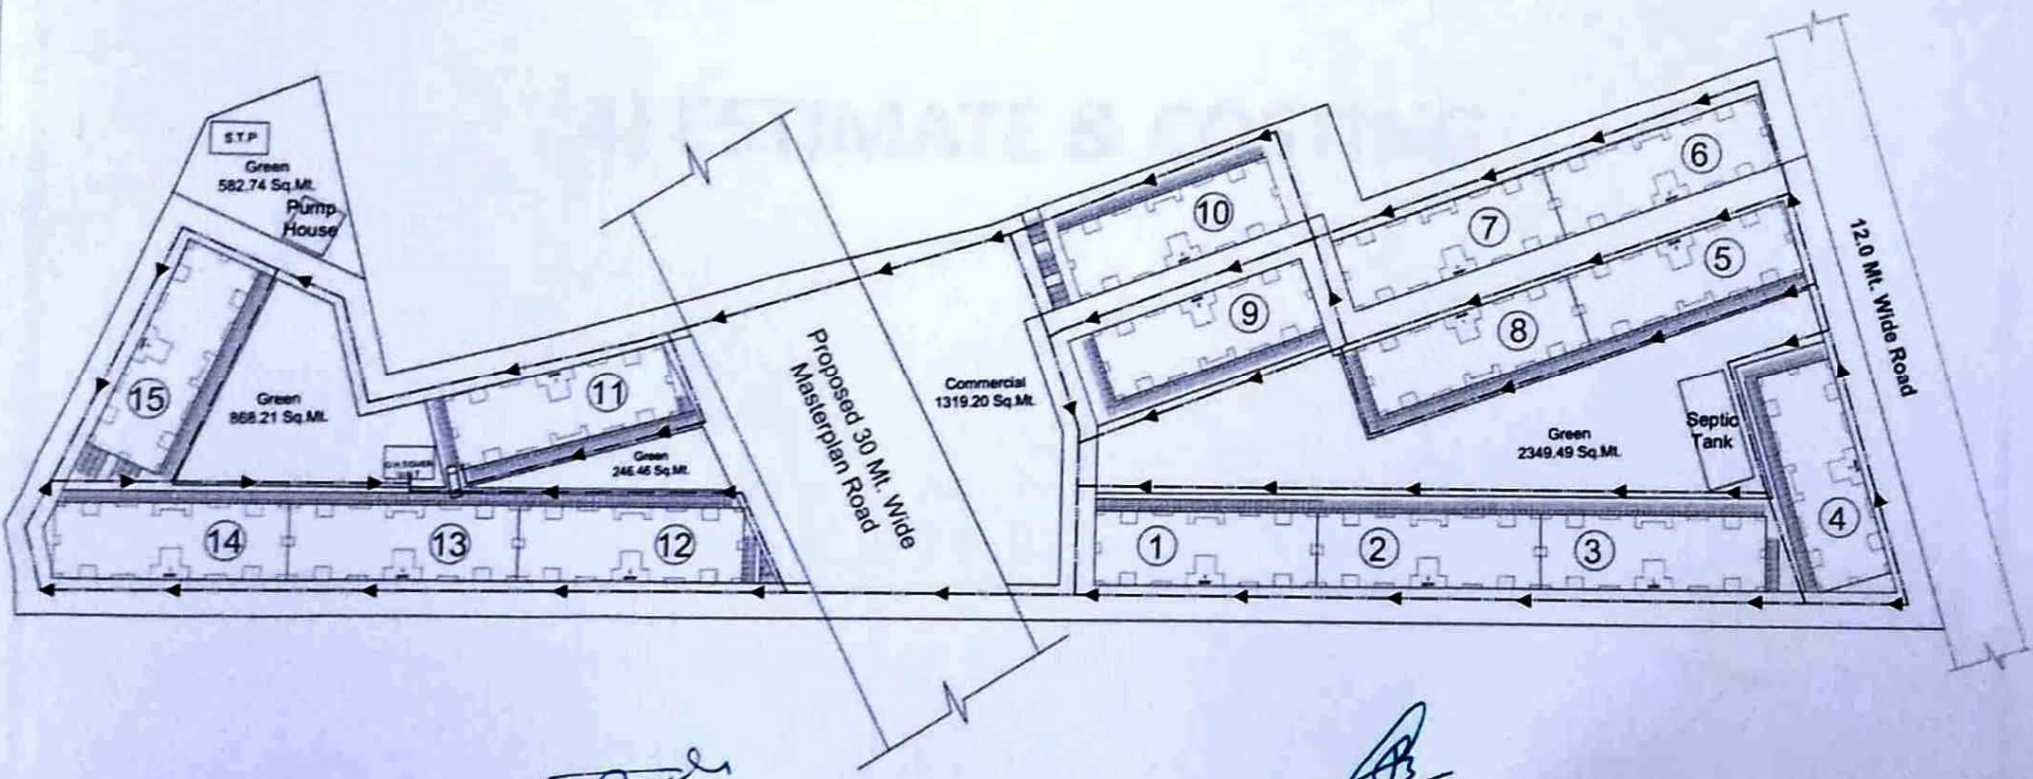 S.T.P
Green
582.74 Sq.Mt.
Pump
House
15
Green
868.21 Sq.Mt.
11
Green
246.46 Sq.Mt.
14
13
12
Proposed 30 Mt. Wide
Masterplan Road
Commercial
1319.20 Sq.Mt.
10
9
7
6
8
5
12.0 Mt. Wide Road
Septic
Tank
Green
2349.49 Sq.Mt.
4
1
2
3